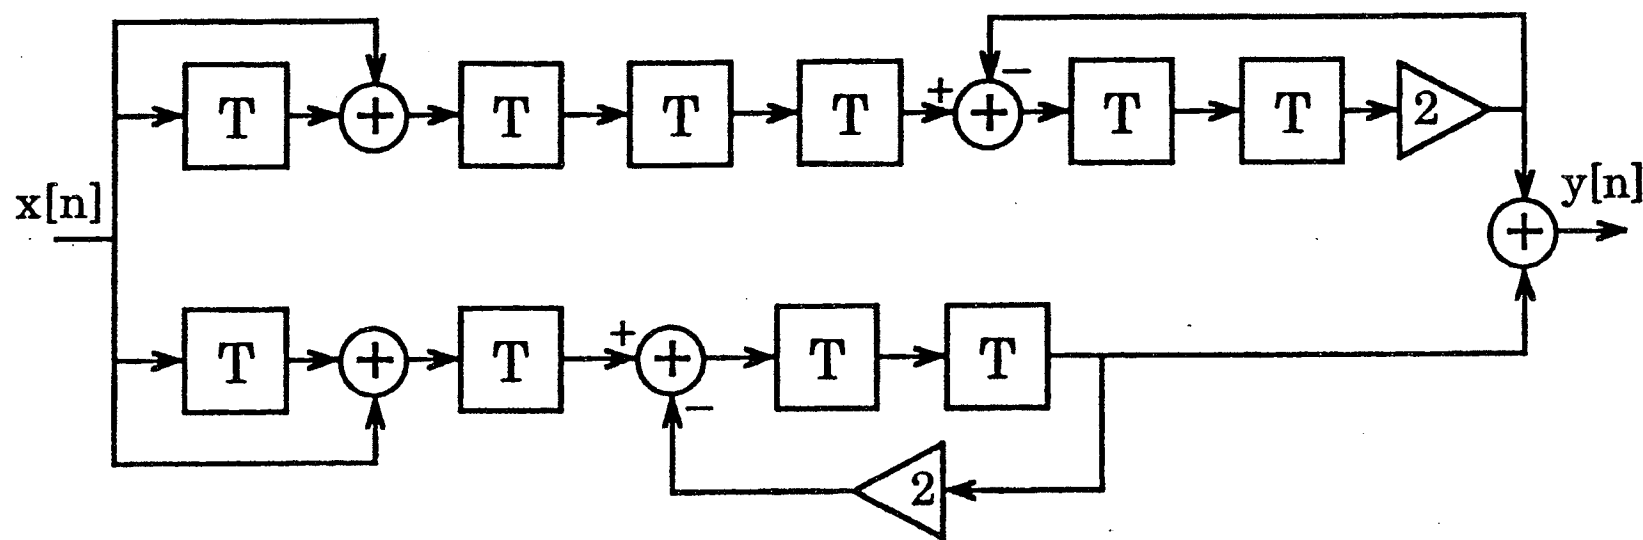 T + T T T + + − T T 2
x[n]
y[n]
+
T + T + + − T T
2